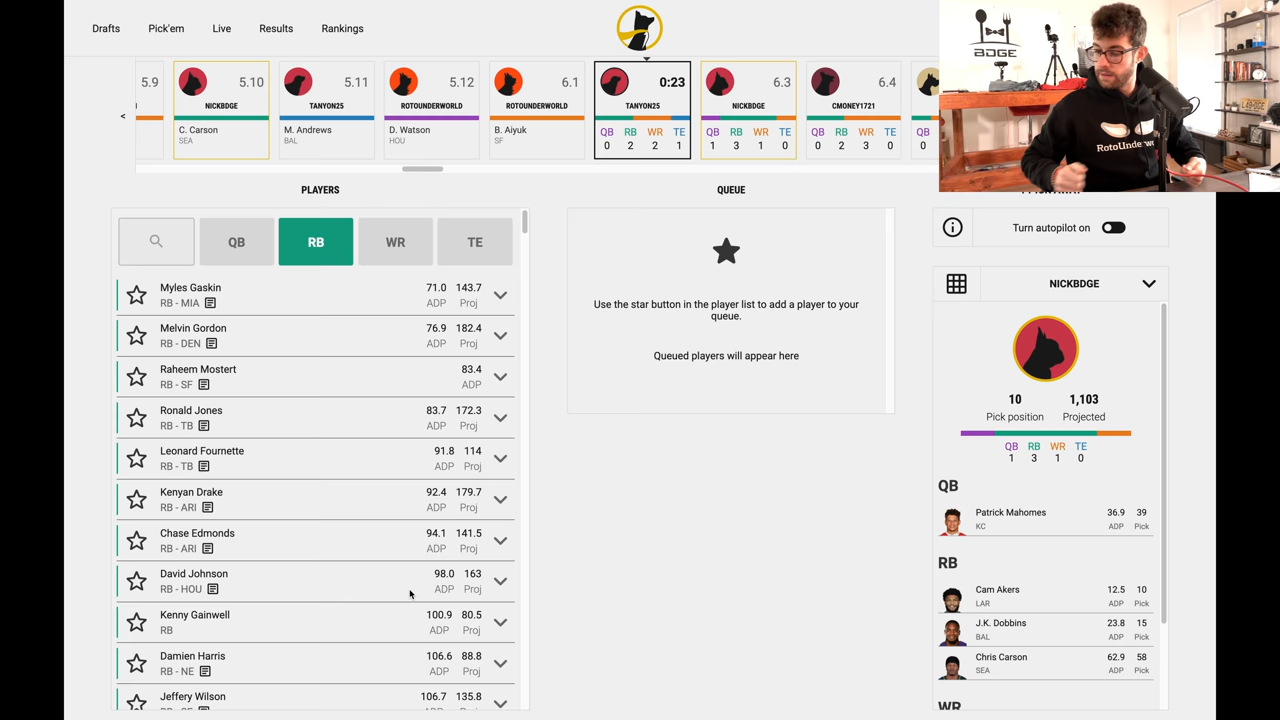 Drafts Pick'em Live Results Rankings
BDGE
RotoUnderwo
< 5.9 5.10 5.11 5.12 6.1 0:23 6.3 6.4
NICKBDGE TANYON25 ROTOUNDERWORLD ROTOUNDERWORLD TANYON25 NICKBDGE CMONEY1721
C. Carson M. Andrews D. Watson B. Aiyuk QB RB WR TE QB RB WR TE QB RB WR TE QB
SEA BAL HOU SF 0 2 2 1 1 3 1 0 0 2 3 0 0
PLAYERS QUEUE
QB RB WR TE
Myles Gaskin 71.0 143.7
RB - MIA ADP Proj
Melvin Gordon 76.9 182.4
RB - DEN ADP Proj
Raheem Mostert 83.4
RB - SF ADP
Ronald Jones 83.7 172.3
RB - TB ADP Proj
Leonard Fournette 91.8 114
RB - TB ADP Proj
Kenyan Drake 92.4 179.7
RB - ARI ADP Proj
Chase Edmonds 94.1 141.5
RB - ARI ADP Proj
David Johnson 98.0 163
RB - HOU ADP Proj
Kenny Gainwell 100.9 80.5
RB ADP Proj
Damien Harris 106.6 88.8
RB - NE ADP Proj
Jeffery Wilson 106.7 135.8
Use the star button in the player list to add a player to your
queue.
Queued players will appear here
Turn autopilot on
NICKBDGE
10 1,103
Pick position Projected
QB RB WR TE
1 3 1 0
QB
Patrick Mahomes 36.9 39
KC ADP Pick
RB
Cam Akers 12.5 10
LAR ADP Pick
J.K. Dobbins 23.8 15
BAL ADP Pick
Chris Carson 62.9 58
SEA ADP Pick
WR